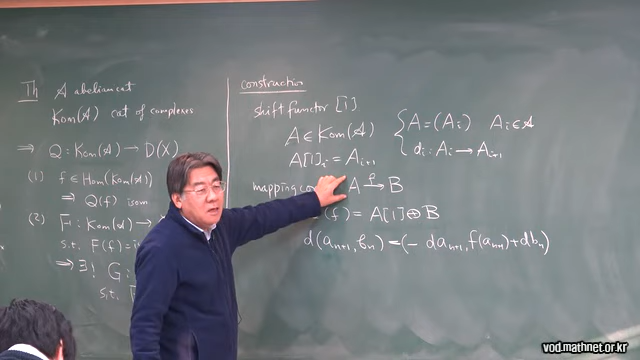 Th A abelian cat
Kom(A) cat of complexes
⇒ Q : Kom(A) → D(X)
(1) f ∈ Hom(Kom(A))
⇒ Q(f) isom
(2) F : Kom(A) →
s.t. F(f) =
⇒ ∃! G :
s.t.
construction
shift functor [i]
A ∈ Kom(A)
A[1]ᵢ = Aᵢ₊₁
{ A = (Aᵢ) Aᵢ ∈ A
dᵢ : Aᵢ → Aᵢ₊₁
mapping A →f B
(f) = A[1] ⊕ B
d(aₙ₊₁, bₙ) = (− daₙ₊₁, f(aₙ₊₁) + dbₙ)
vod.mathnet.or.kr